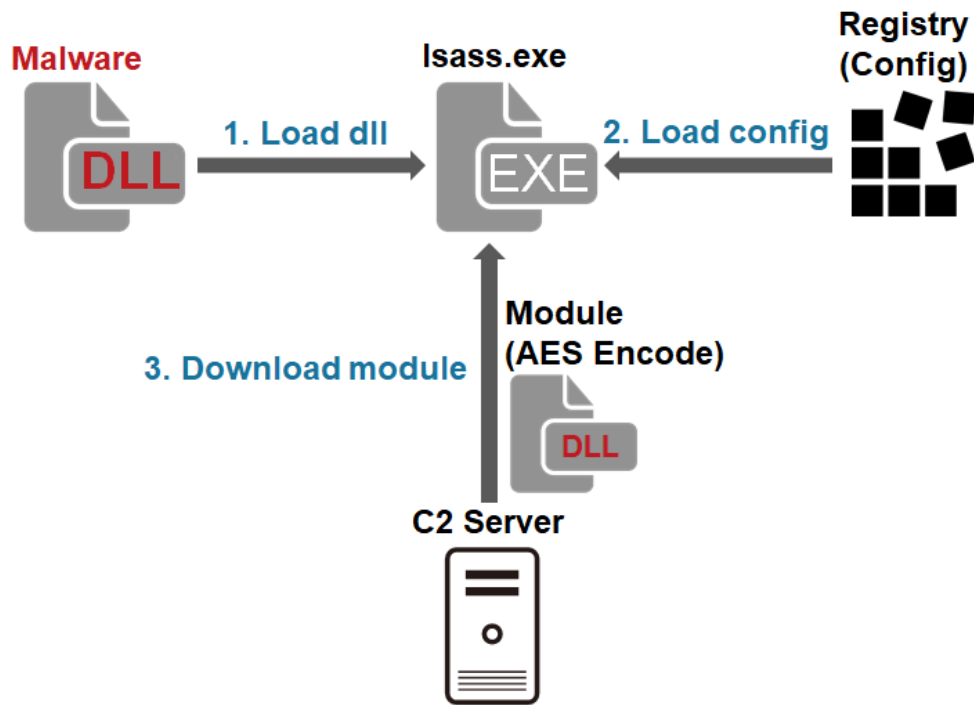 Malware
DLL
1. Load dll
lsass.exe
EXE
2. Load config
Registry
(Config)
3. Download module
Module
(AES Encode)
DLL
C2 Server